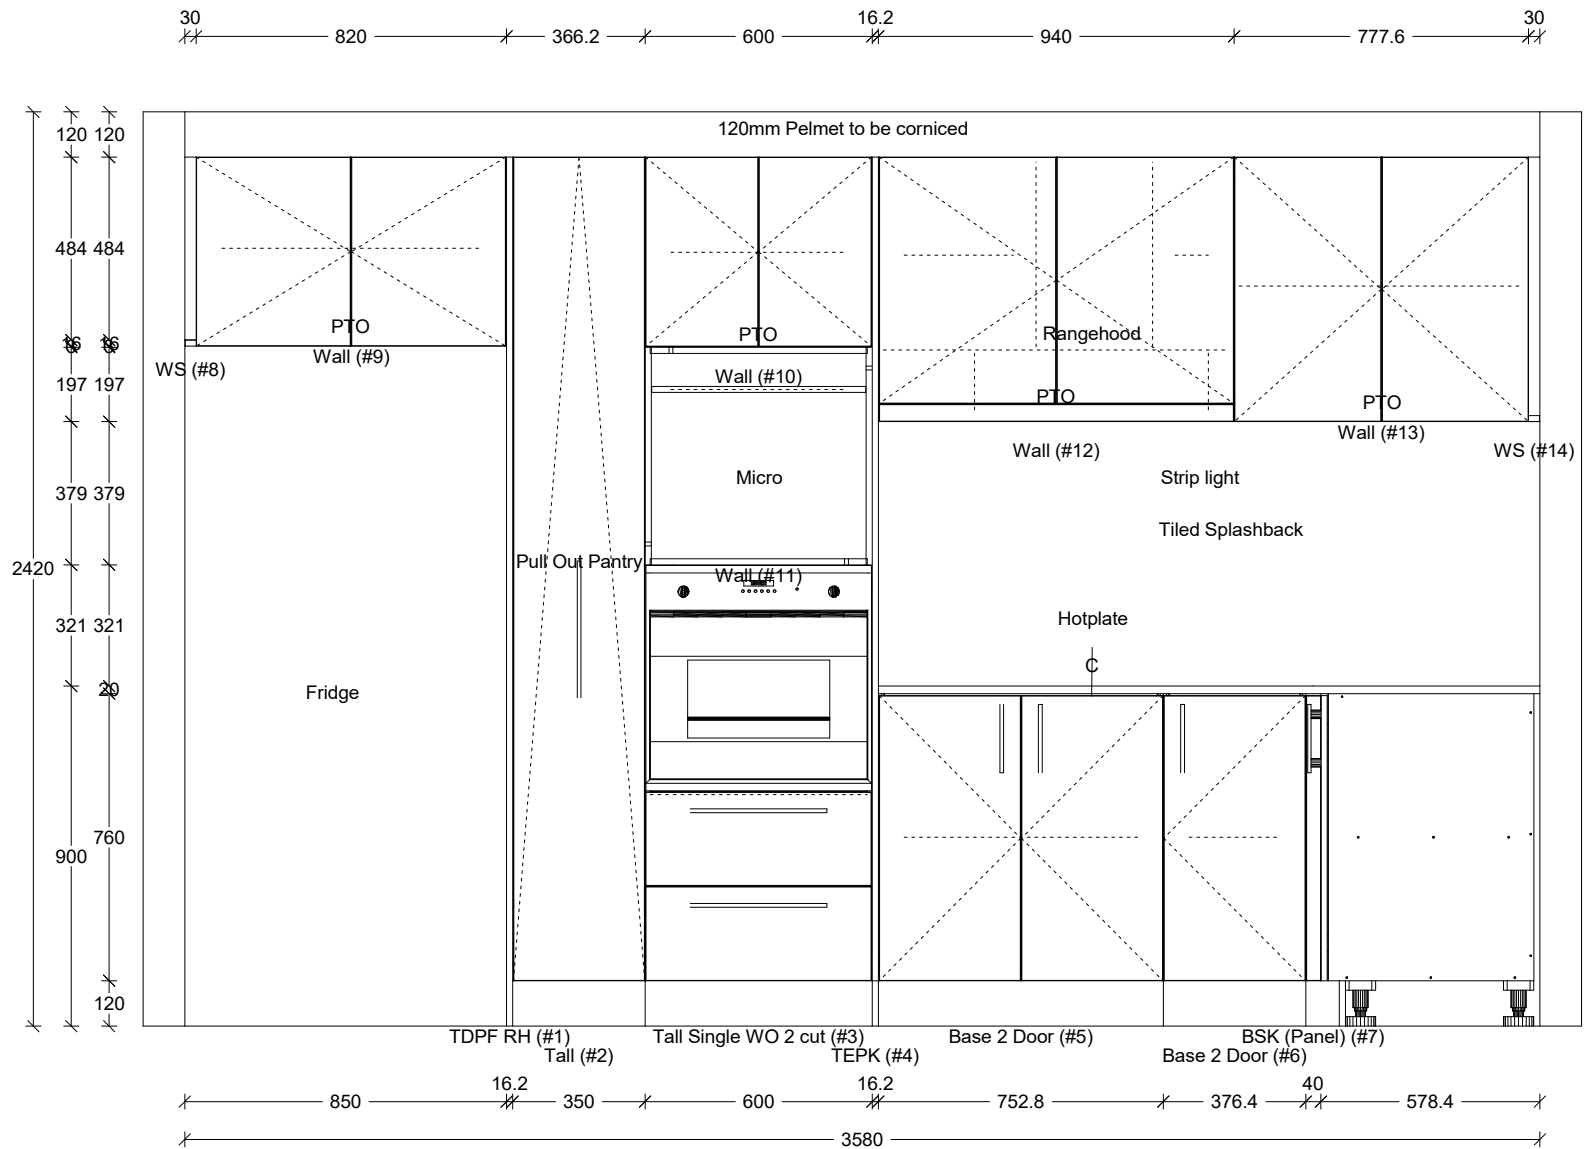 30 16.2 30
820 366.2 600 940 777.6
120 120
120mm Pelmet to be corniced
484 484
PTO
PTO
Rangehood
16 16
Wall (#9)
WS (#8)
197 197
Wall (#10)
PTO
PTO
Wall (#13)
Wall (#12)
WS (#14)
Micro
Strip light
379 379
Tiled Splashback
Pull Out Pantry
2420
Wall (#11)
Hotplate
321 321
C
20
Fridge
760
900
120
TDPF RH (#1) Tall Single WO 2 cut (#3) Base 2 Door (#5) BSK (Panel) (#7)
Tall (#2) TEPK (#4) Base 2 Door (#6)
16.2 16.2 40
850 350 600 752.8 376.4 578.4
3580